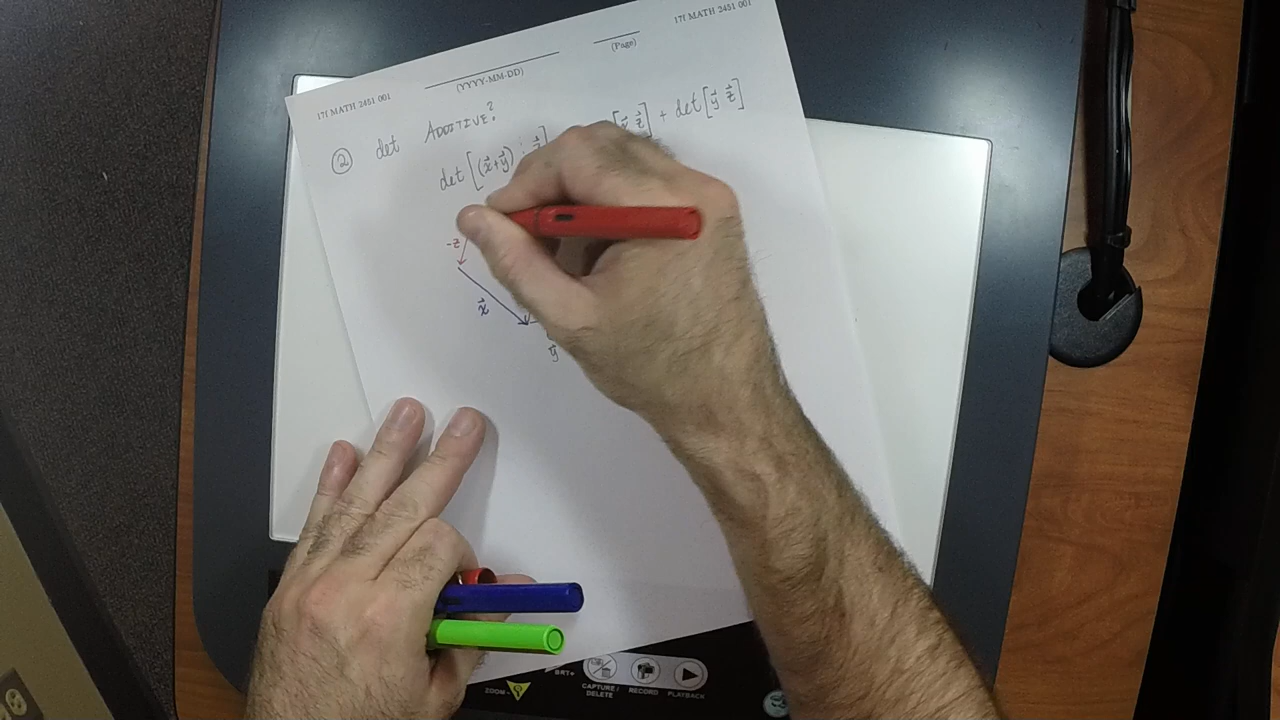 17f MATH 2451 001
17f MATH 2451 001
(YYYY-MM-DD)
(Page)
② det ADDITIVE?
det [(x⃗+y⃗) ⋮ z⃗] [x⃗ z⃗] + det [y⃗ z⃗]
-z
x⃗
y⃗
BRT+
ZOOM -
CAPTURE / DELETE
RECORD
PLAYBACK